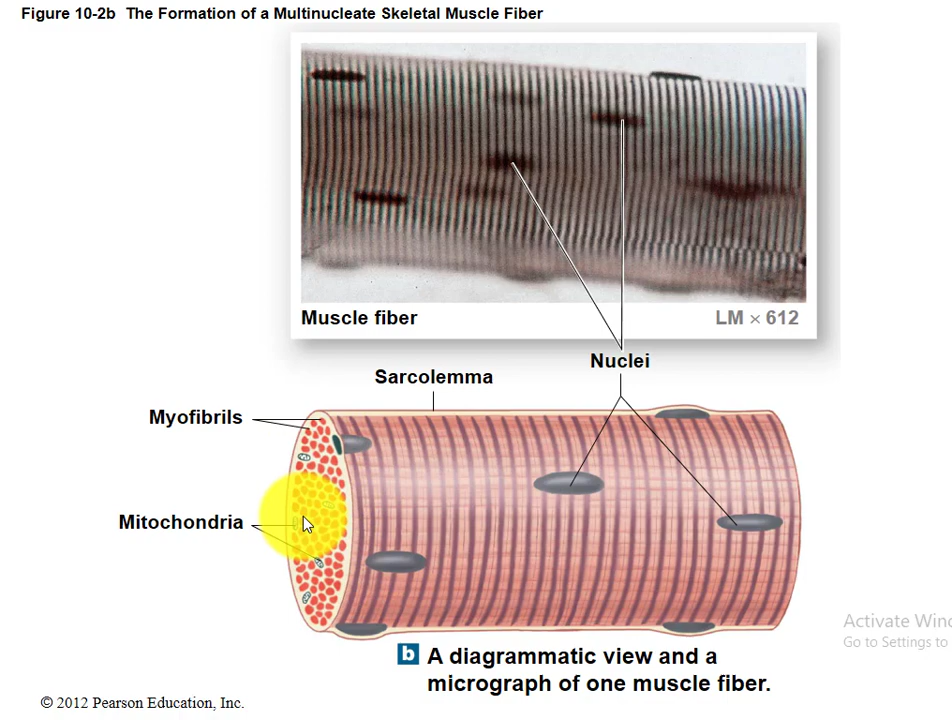 Figure 10-2b  The Formation of a Multinucleate Skeletal Muscle Fiber
Muscle fiber
LM × 612
Nuclei
Sarcolemma
Myofibrils
Mitochondria
b A diagrammatic view and a
micrograph of one muscle fiber.
Activate Wind
Go to Settings to
© 2012 Pearson Education, Inc.